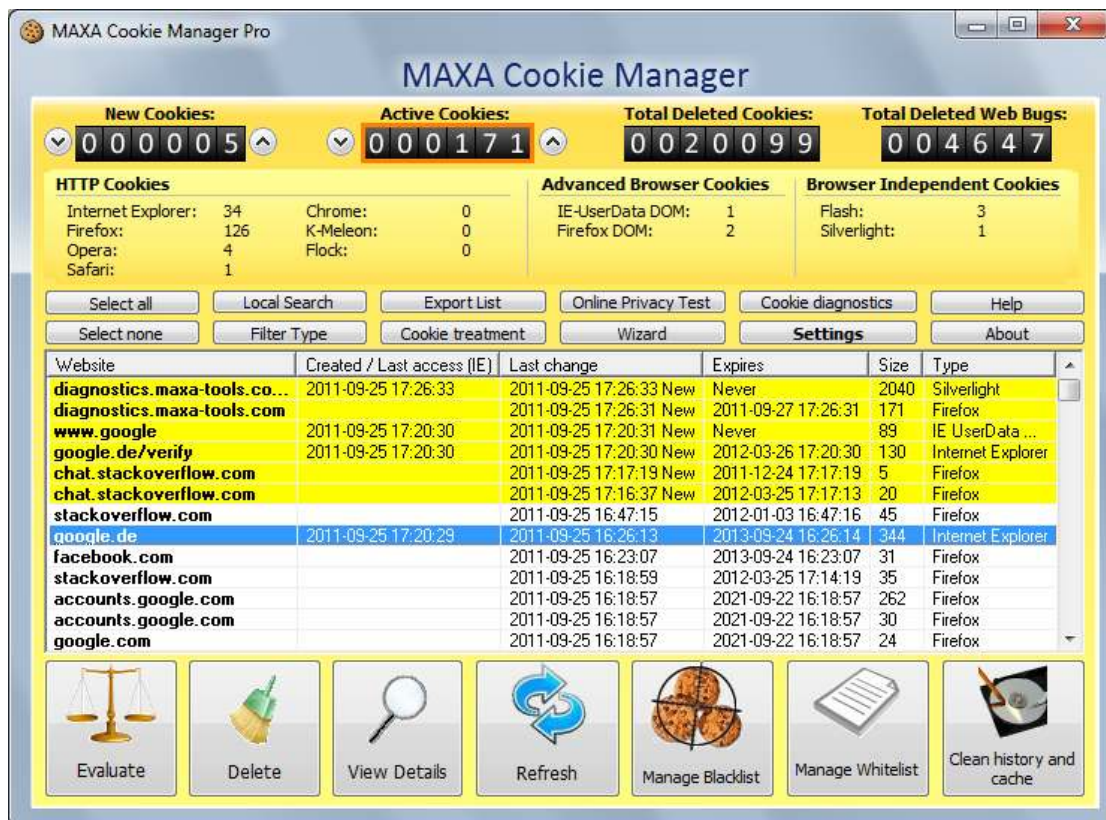 MAXA Cookie Manager Pro
MAXA Cookie Manager
New Cookies: Active Cookies: Total Deleted Cookies: Total Deleted Web Bugs:
000005 000171 0020099 004647
HTTP Cookies Advanced Browser Cookies Browser Independent Cookies
Internet Explorer: 34 Chrome: 0 IE-UserData DOM: 1 Flash: 3
Firefox: 126 K-Meleon: 0 Firefox DOM: 2 Silverlight: 1
Opera: 4 Flock: 0
Safari: 1
Select all Local Search Export List Online Privacy Test Cookie diagnostics Help
Select none Filter Type Cookie treatment Wizard Settings About
Website Created / Last access (IE) Last change Expires Size Type
diagnostics.maxa-tools.co... 2011-09-25 17:26:33 2011-09-25 17:26:33 New Never 2040 Silverlight
diagnostics.maxa-tools.com 2011-09-25 17:26:31 New 2011-09-27 17:26:31 171 Firefox
www.google 2011-09-25 17:20:30 2011-09-25 17:20:31 New Never 89 IE UserData ...
google.de/verify 2011-09-25 17:20:30 2011-09-25 17:20:30 New 2012-03-26 17:20:30 130 Internet Explorer
chat.stackoverflow.com 2011-09-25 17:17:19 New 2011-12-24 17:17:19 5 Firefox
chat.stackoverflow.com 2011-09-25 17:16:37 New 2012-03-25 17:17:13 20 Firefox
stackoverflow.com 2011-09-25 16:47:15 2012-01-03 16:47:16 45 Firefox
google.de 2011-09-25 17:20:29 2011-09-25 16:26:13 2013-09-24 16:26:14 344 Internet Explorer
facebook.com 2011-09-25 16:23:07 2013-09-24 16:23:07 31 Firefox
stackoverflow.com 2011-09-25 16:18:59 2012-03-25 17:14:19 35 Firefox
accounts.google.com 2011-09-25 16:18:57 2021-09-22 16:18:57 262 Firefox
accounts.google.com 2011-09-25 16:18:57 2021-09-22 16:18:57 30 Firefox
google.com 2011-09-25 16:18:57 2021-09-22 16:18:57 24 Firefox
Evaluate Delete View Details Refresh Manage Blacklist Manage Whitelist Clean history and
cache